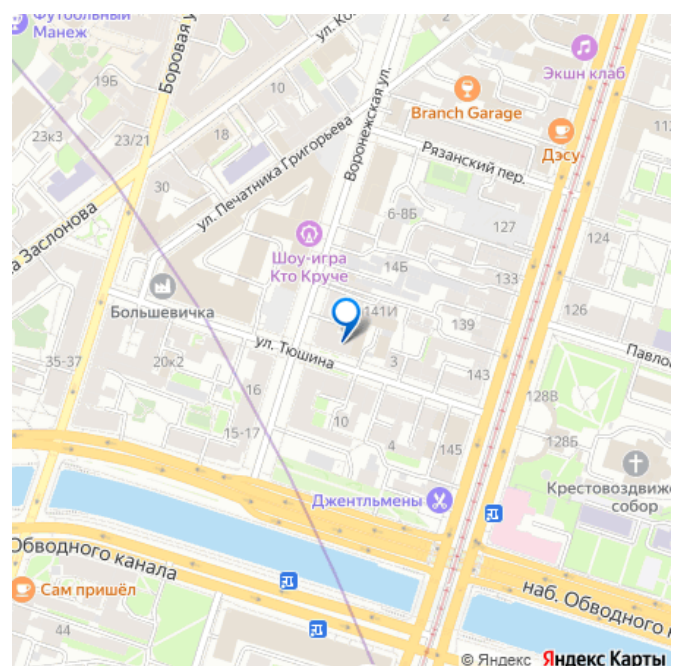 Футбольный
Манеж
Боровая у
ул. Ко
Экшн клаб
19Б
10
Воронежская ул.
Branch Garage
112
23к3
23/21
18
ул. Печатника Григорьева
Рязанский пер.
Дэсу
30
6-8Б
127
124
а Заслонова
Шоу-игра
Кто Круче
14Б
133
Большевичка
141И
139
126
ул. Тюшина
Павло
35-37
20к2
3
143
16
128В
10
15-17
4
145
128Б
Крестовоздвиже
собор
Джентльмены
Обводного канала
наб. Обводного к
Сам пришёл
44
© Яндекс Яндекс Карты